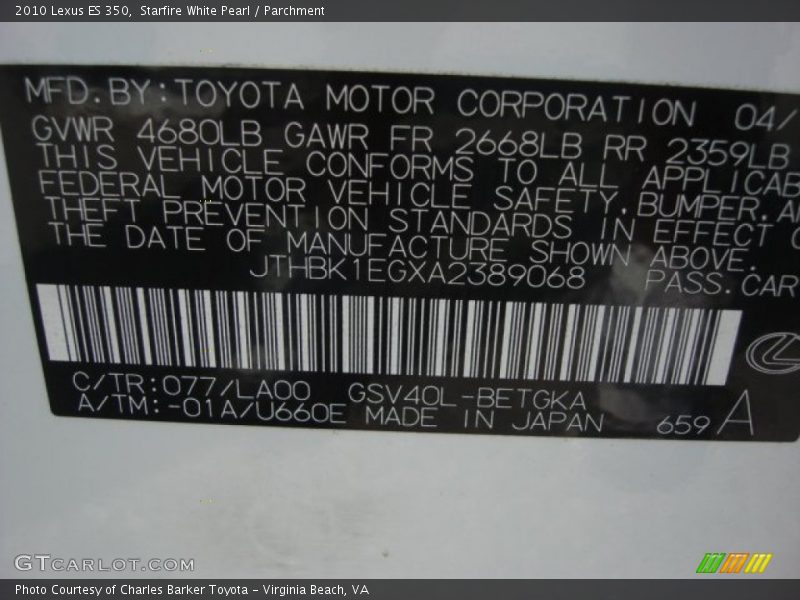 2010 Lexus ES 350, Starfire White Pearl / Parchment
MFD. BY: TOYOTA MOTOR CORPORATION 04/
GVWR 4680LB GAWR FR 2668LB RR 2359LB
THIS VEHICLE CONFORMS TO ALL APPLICAB
FEDERAL MOTOR VEHICLE SAFETY, BUMPER, A
THEFT PREVENTION STANDARDS IN EFFECT O
THE DATE OF MANUFACTURE SHOWN ABOVE.
JTHBK1EGXA2389068 PASS. CAR
C/TR: 077/LA00 GSV40L-BETGKA
A/TM: -01A/U660E MADE IN JAPAN 659 A
GTCARLOT.COM
Photo Courtesy of Charles Barker Toyota - Virginia Beach, VA